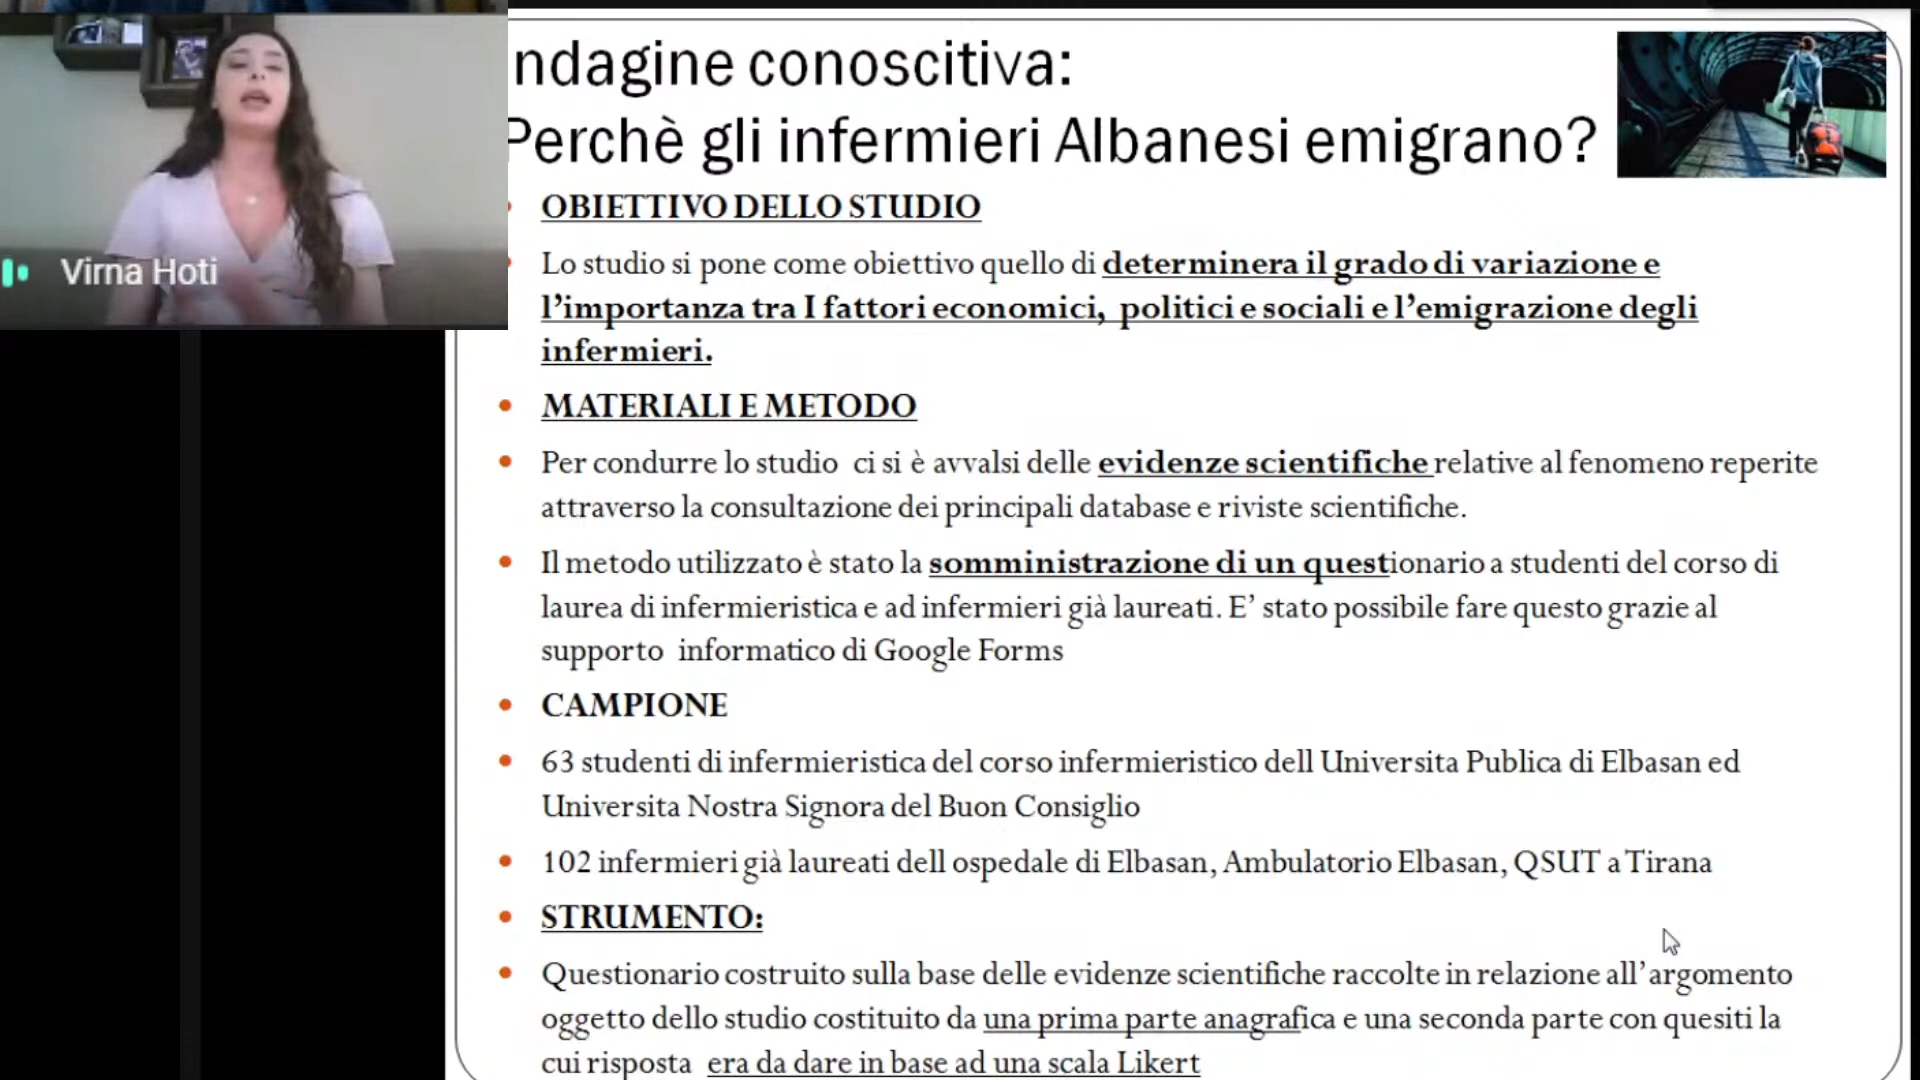 ndagine conoscitiva:
Perchè gli infermieri Albanesi emigrano?
Virna Hoti
OBIETTIVO DELLO STUDIO
Lo studio si pone come obiettivo quello di determinera il grado di variazione e
l’importanza tra I fattori economici, politici e sociali e l’emigrazione degli
infermieri.
MATERIALI E METODO
Per condurre lo studio ci si è avvalsi delle evidenze scientifiche relative al fenomeno reperite
attraverso la consultazione dei principali database e riviste scientifiche.
Il metodo utilizzato è stato la somministrazione di un questionario a studenti del corso di
laurea di infermieristica e ad infermieri già laureati. E’ stato possibile fare questo grazie al
supporto informatico di Google Forms
CAMPIONE
63 studenti di infermieristica del corso infermieristico dell Universita Publica di Elbasan ed
Universita Nostra Signora del Buon Consiglio
102 infermieri già laureati dell ospedale di Elbasan, Ambulatorio Elbasan, QSUT a Tirana
STRUMENTO:
Questionario costruito sulla base delle evidenze scientifiche raccolte in relazione all’argomento
oggetto dello studio costituito da una prima parte anagrafica e una seconda parte con quesiti la
cui risposta era da dare in base ad una scala Likert